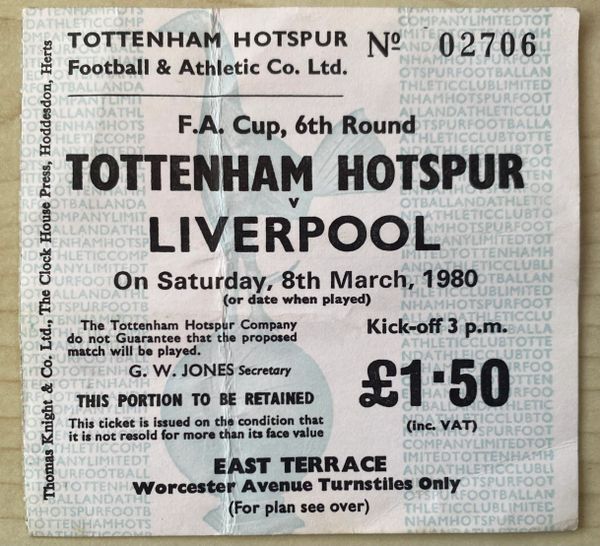 TOTTENHAM HOTSPUR
Football & Athletic Co. Ltd.
Nº 02706
F.A. Cup, 6th Round
TOTTENHAM HOTSPUR
v
LIVERPOOL
On Saturday, 8th March, 1980
(or date when played)
The Tottenham Hotspur Company
do not Guarantee that the proposed
match will be played.
G. W. JONES Secretary
THIS PORTION TO BE RETAINED
This ticket is issued on the condition that
it is not resold for more than its face value
Kick-off 3 p.m.
£1·50
(inc. VAT)
EAST TERRACE
Worcester Avenue Turnstiles Only
(For plan see over)
Thomas Knight & Co. Ltd., The Clock House Press, Hoddesdon, Herts